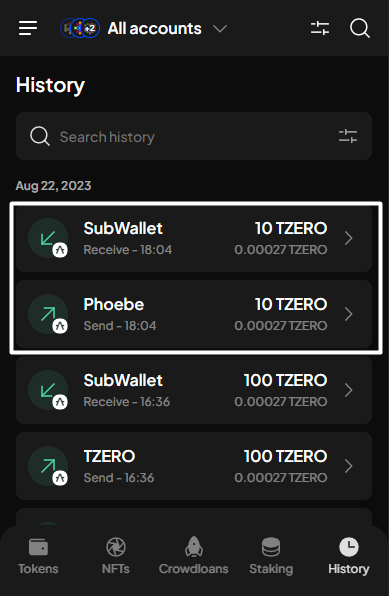 +2 All accounts
History
Search history
Aug 22, 2023
SubWallet 10 TZERO
Receive - 18:04 0.00027 TZERO
Phoebe 10 TZERO
Send - 18:04 0.00027 TZERO
SubWallet 100 TZERO
Receive - 16:36 0.00027 TZERO
TZERO 100 TZERO
Send - 16:36 0.00027 TZERO
Tokens NFTs Crowdloans Staking History